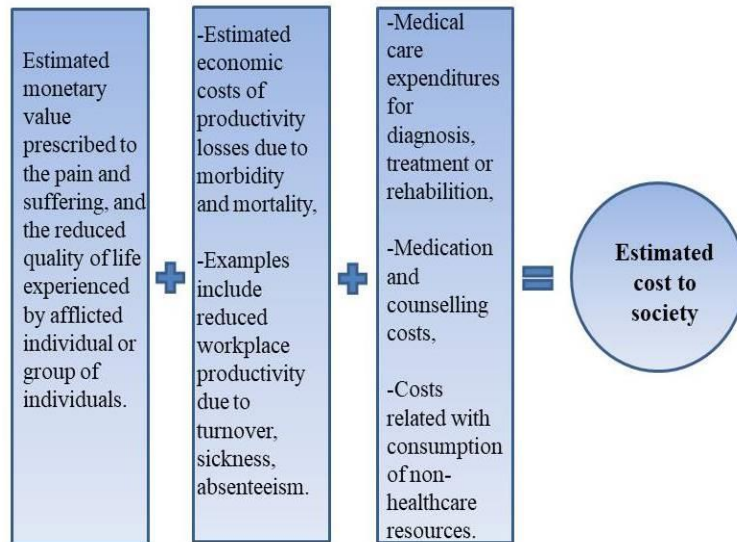 Estimated
monetary
value
prescribed to
the pain and
suffering, and
the reduced
quality of life
experienced
by afflicted
individual or
group of
individuals.
-Estimated
economic
costs of
productivity
losses due to
morbidity
and mortality,
-Examples
include
reduced
workplace
productivity
due to
turnover,
sickness,
absenteeism.
-Medical
care
expenditures
for
diagnosis,
treatment or
rehabilition,
-Medication
and
counselling
costs,
-Costs
related with
consumption
of non-
healthcare
resources.
Estimated
cost to
society